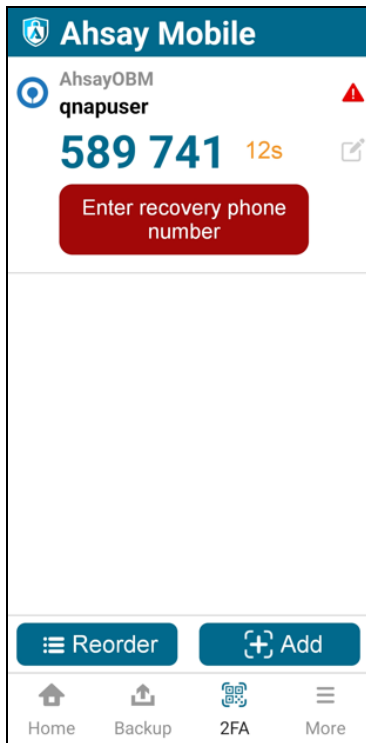 Ahsay Mobile
AhsayOBM
qnapuser
589 741 12s
Enter recovery phone
number
Reorder Add
Home Backup 2FA More